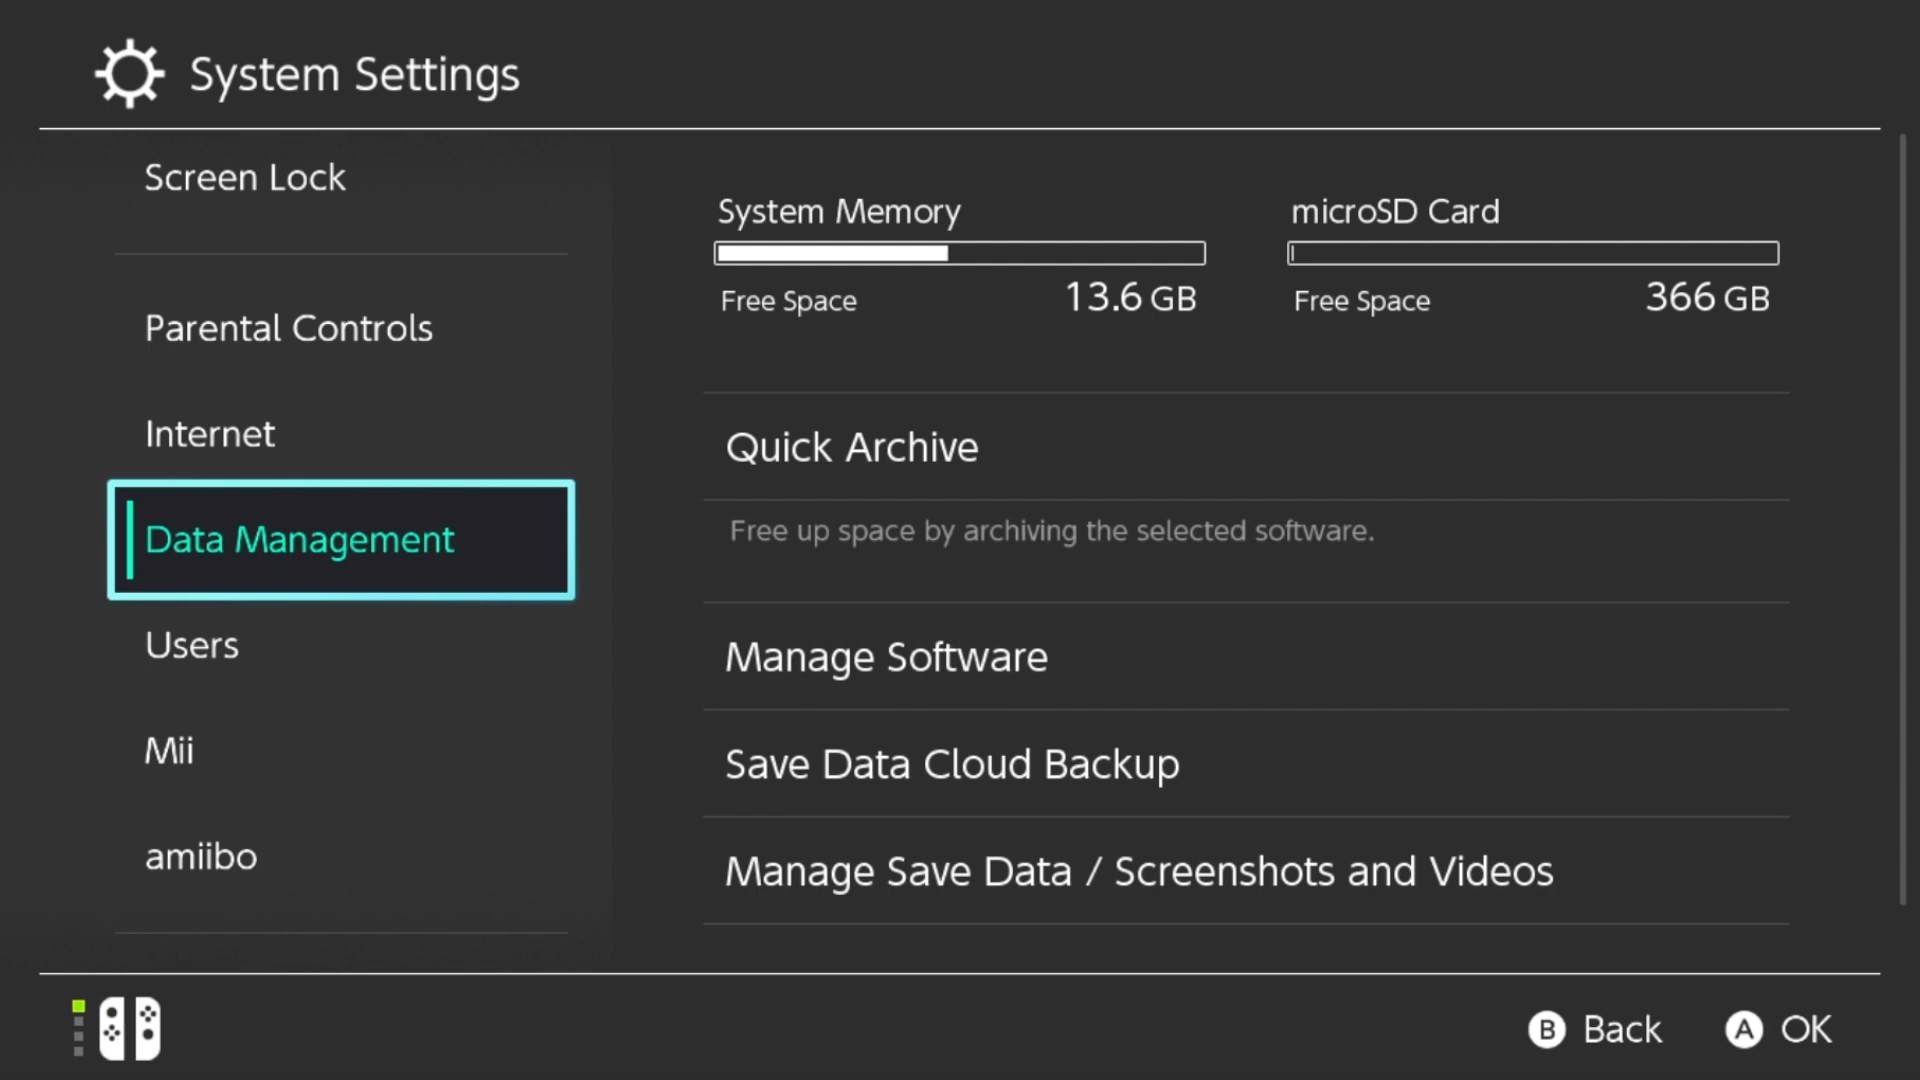 System Settings
Screen Lock
Parental Controls
Internet
Data Management
Users
Mii
amiibo
System Memory
Free Space 13.6 GB
microSD Card
Free Space 366 GB
Quick Archive
Free up space by archiving the selected software.
Manage Software
Save Data Cloud Backup
Manage Save Data / Screenshots and Videos
B Back A OK